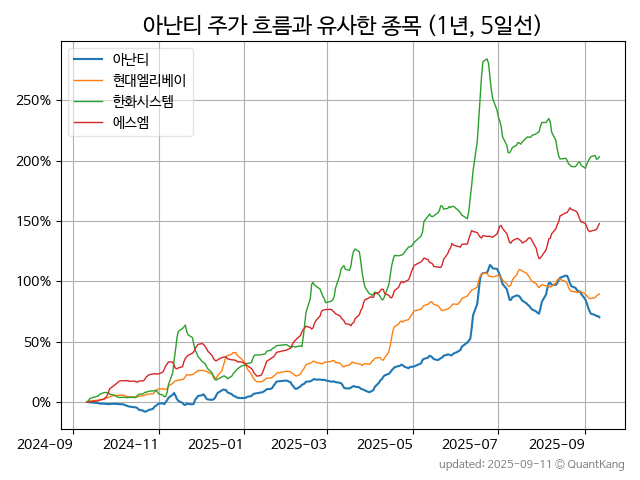 아난티 주가 흐름과 유사한 종목 (1년, 5일선)
아난티
현대엘리베이
한화시스템
에스엠
250%
200%
150%
100%
50%
0%
2024-09 2024-11 2025-01 2025-03 2025-05 2025-07 2025-09
updated: 2025-09-11 © QuantKang